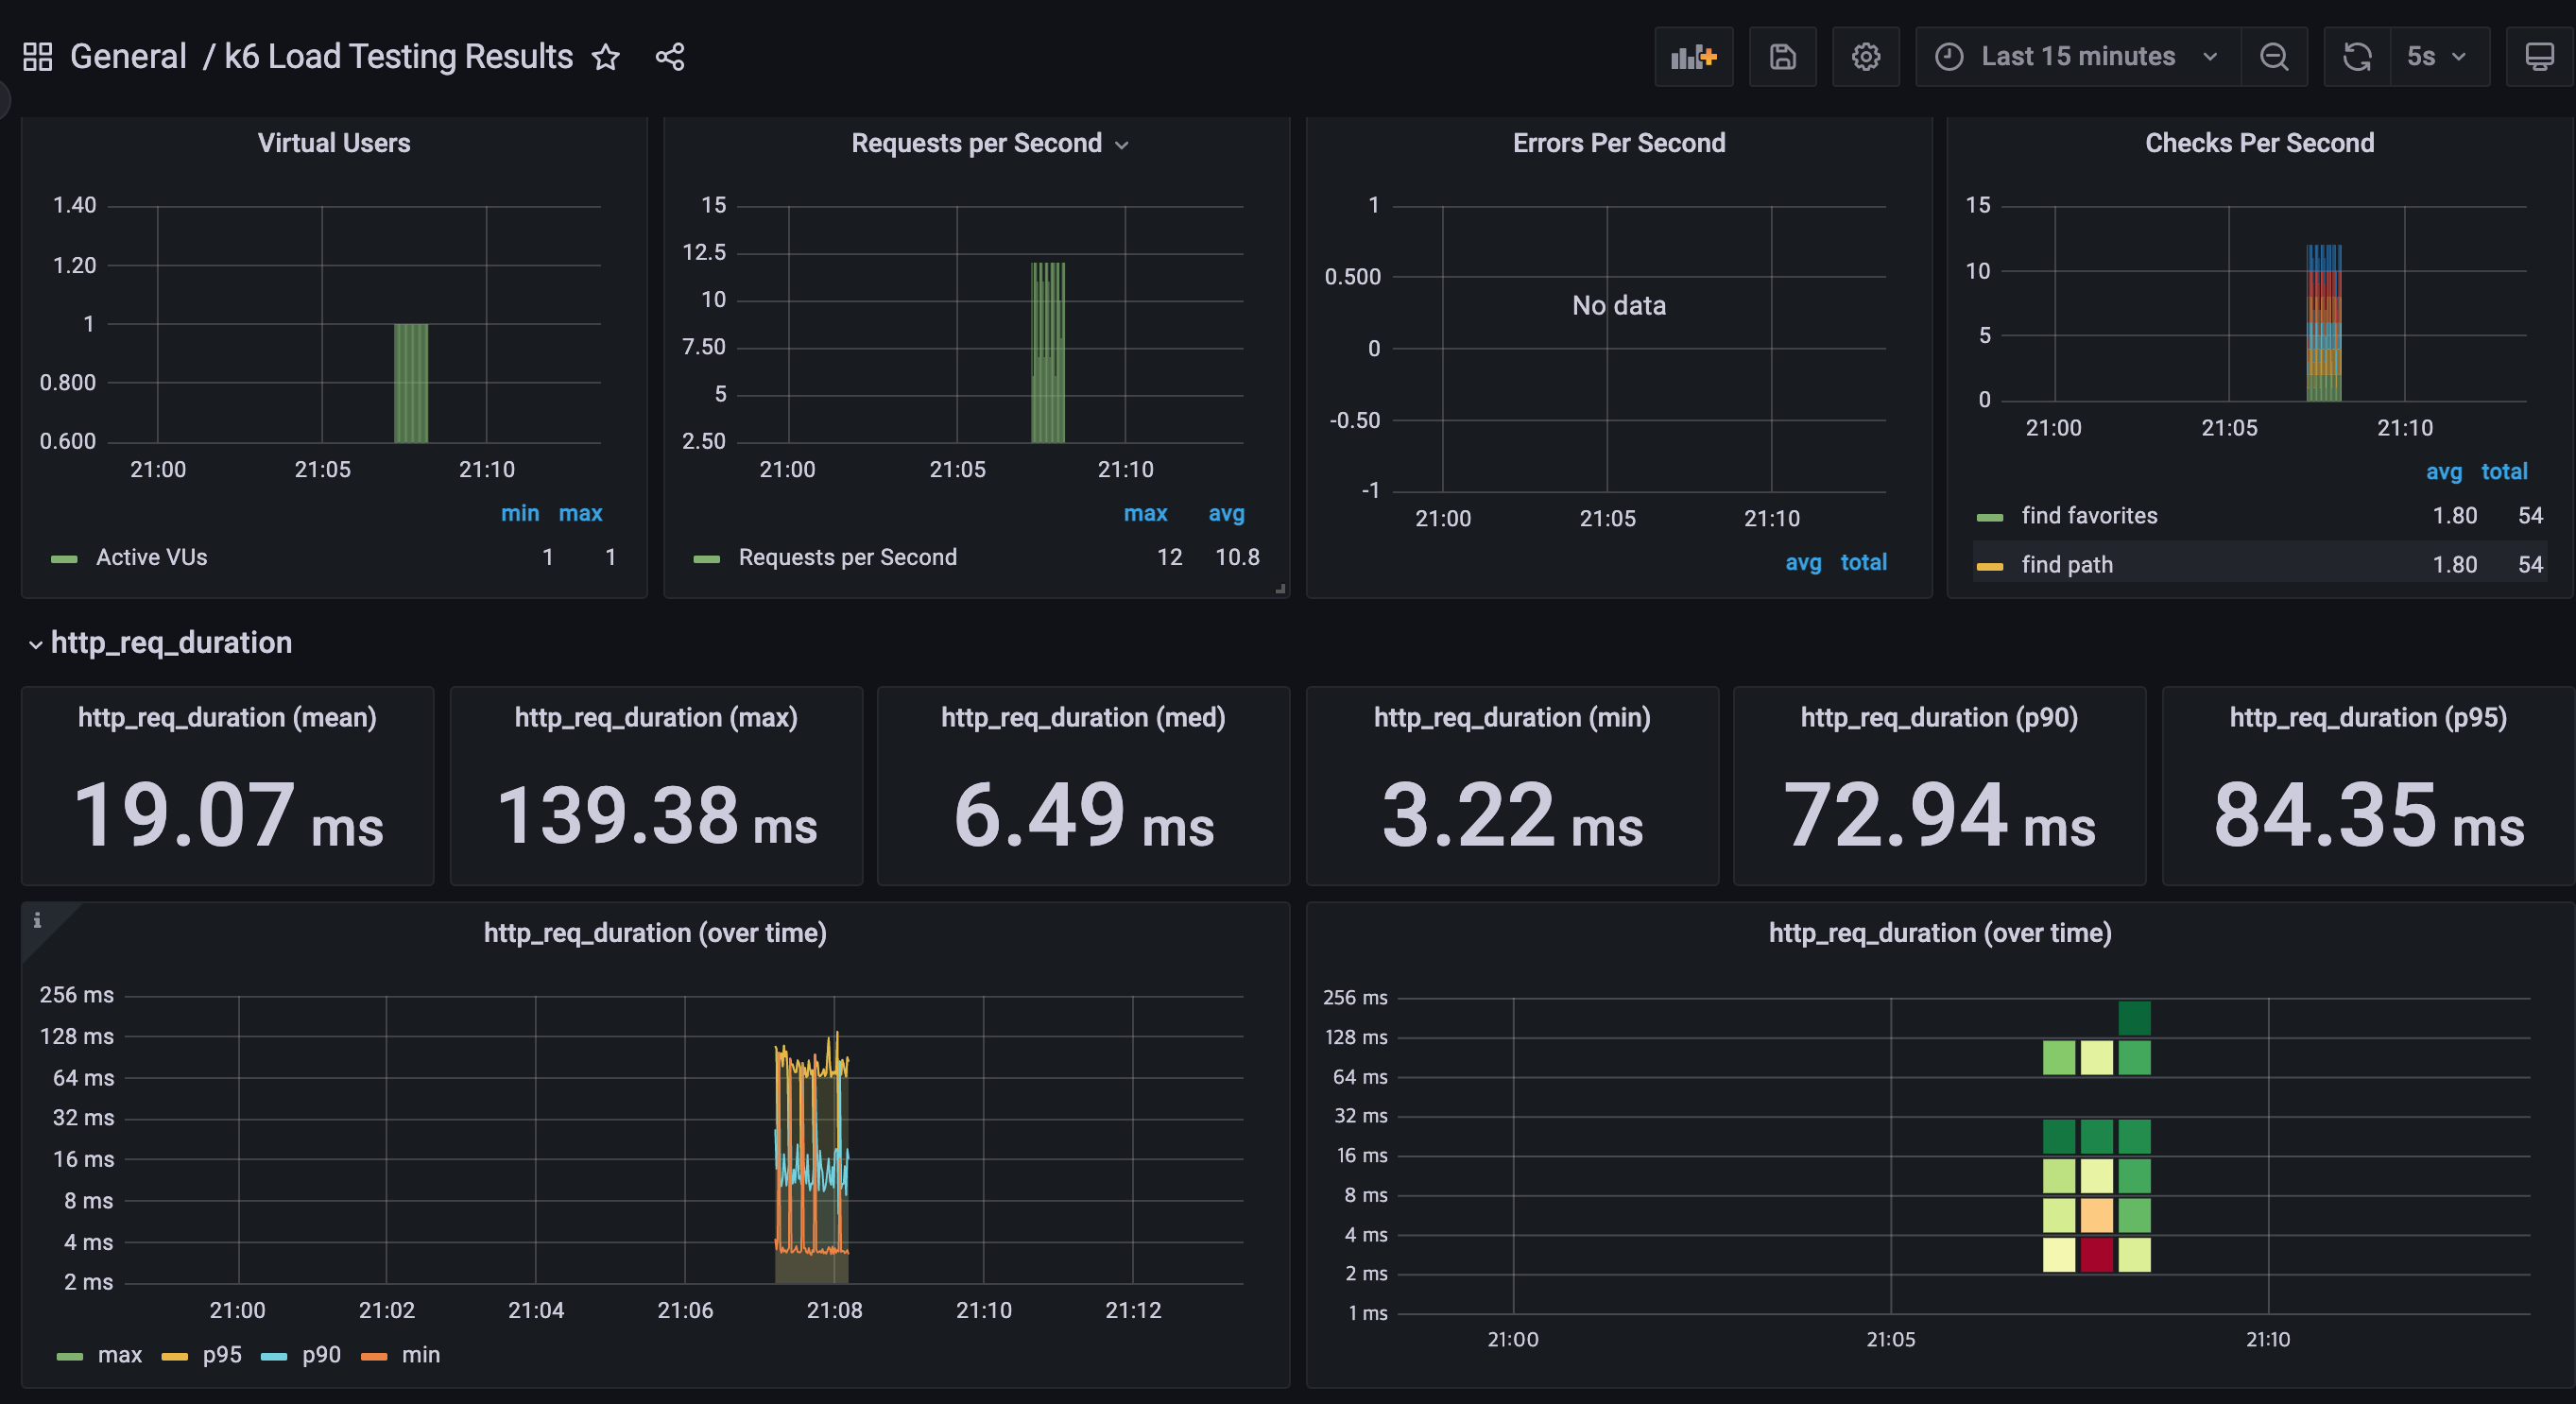 General / k6 Load Testing Results
Last 15 minutes
5s
Virtual Users
1.40
1.20
1
0.800
0.600
21:00 21:05 21:10
min max
Active VUs 1 1
Requests per Second
15
12.5
10
7.50
5
2.50
21:00 21:05 21:10
max avg
Requests per Second 12 10.8
Errors Per Second
1
0.500
No data
0
-0.50
-1
21:00 21:05 21:10
avg total
Checks Per Second
15
10
5
0
21:00 21:05 21:10
avg total
find favorites 1.80 54
find path 1.80 54
http_req_duration
http_req_duration (mean)
19.07 ms
http_req_duration (max)
139.38 ms
http_req_duration (med)
6.49 ms
http_req_duration (min)
3.22 ms
http_req_duration (p90)
72.94 ms
http_req_duration (p95)
84.35 ms
i
http_req_duration (over time)
256 ms
128 ms
64 ms
32 ms
16 ms
8 ms
4 ms
2 ms
21:00 21:02 21:04 21:06 21:08 21:10 21:12
max p95 p90 min
http_req_duration (over time)
256 ms
128 ms
64 ms
32 ms
16 ms
8 ms
4 ms
2 ms
1 ms
21:00 21:05 21:10